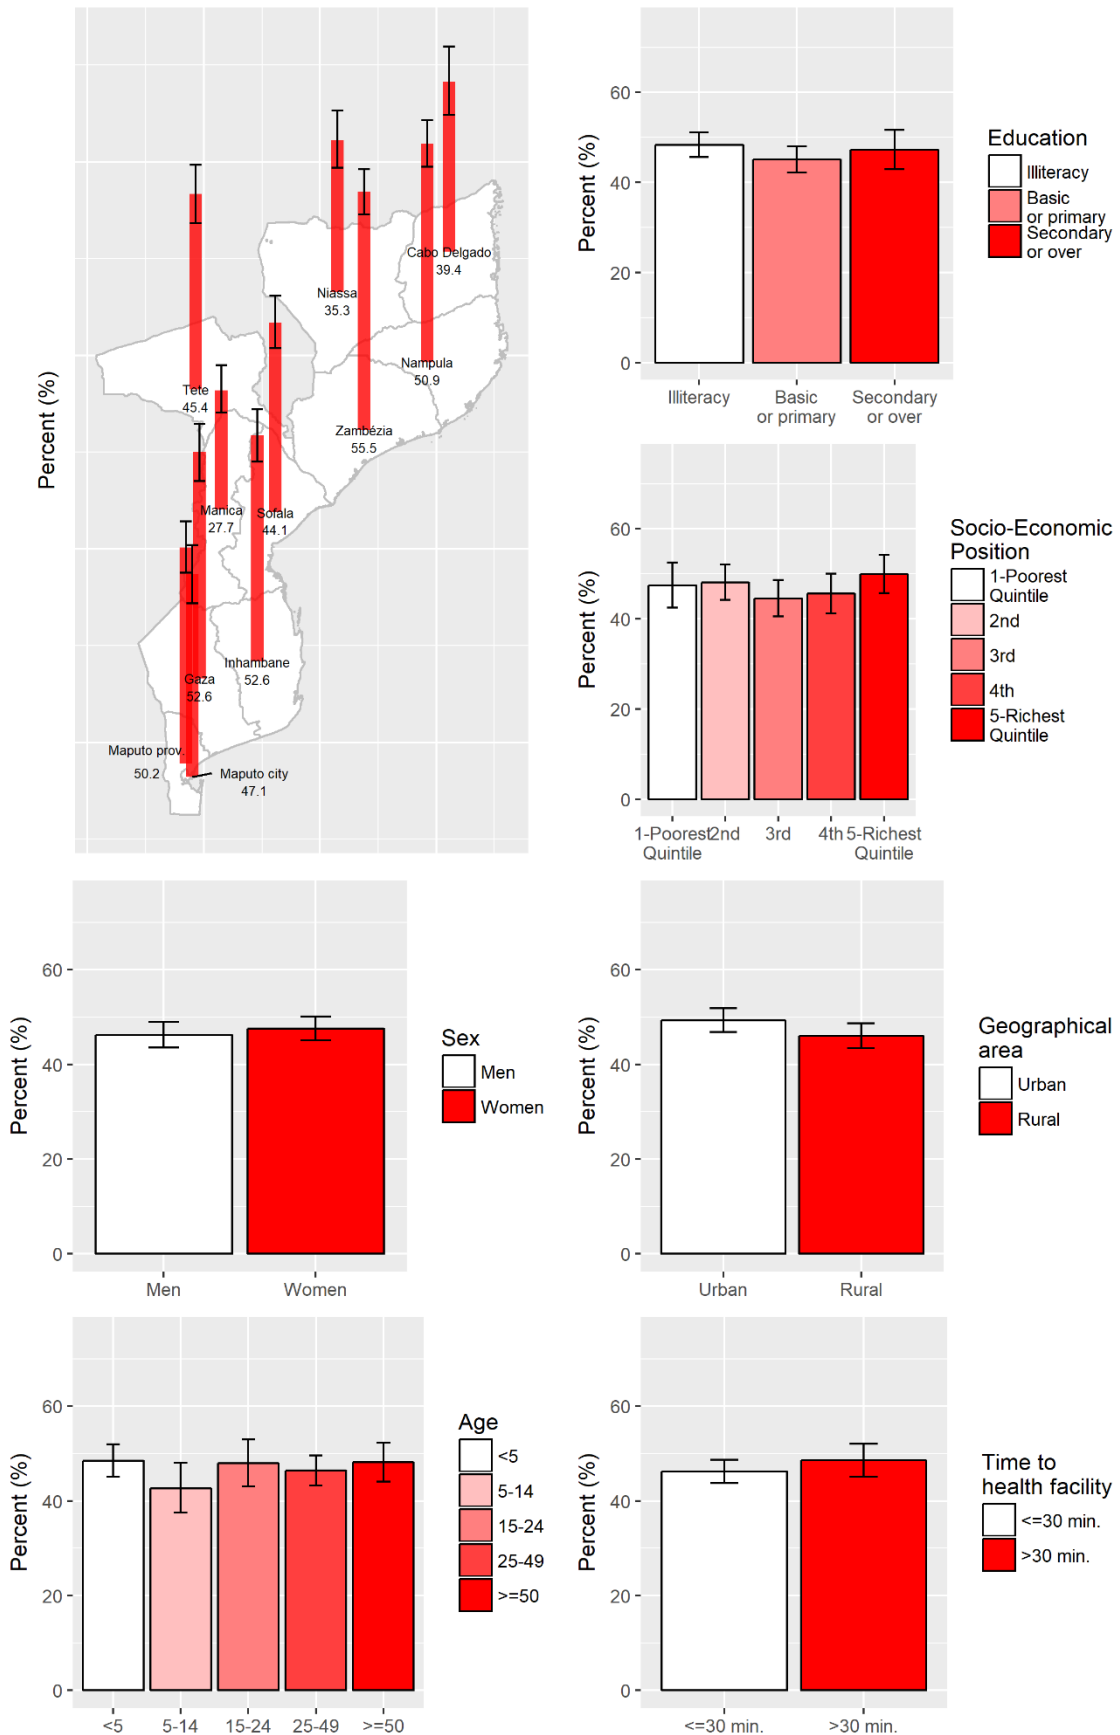 Percent (%)
Cabo Delgado
39.4
Niassa
35.3
Nampula
50.9
Tete
45.4
Zambézia
55.5
Manica
27.7
Sofala
44.1
Inhambane
52.6
Gaza
52.6
Maputo prov.
50.2
Maputo city
47.1
Percent (%)
60
40
20
0
Illiteracy
Basic
or primary
Secondary
or over
Education
Illiteracy
Basic
or primary
Secondary
or over
Percent (%)
60
40
20
0
1-Poorest
Quintile
2nd
3rd
4th
5-Richest
Quintile
Socio-Economic
Position
1-Poorest
Quintile
2nd
3rd
4th
5-Richest
Quintile
Percent (%)
60
40
20
0
Men
Women
Sex
Men
Women
Percent (%)
60
40
20
0
Urban
Rural
Geographical
area
Urban
Rural
Percent (%)
60
40
20
0
<5
5-14
15-24
25-49
>=50
Age
<5
5-14
15-24
25-49
>=50
Percent (%)
60
40
20
0
<=30 min.
>30 min.
Time to
health facility
<=30 min.
>30 min.